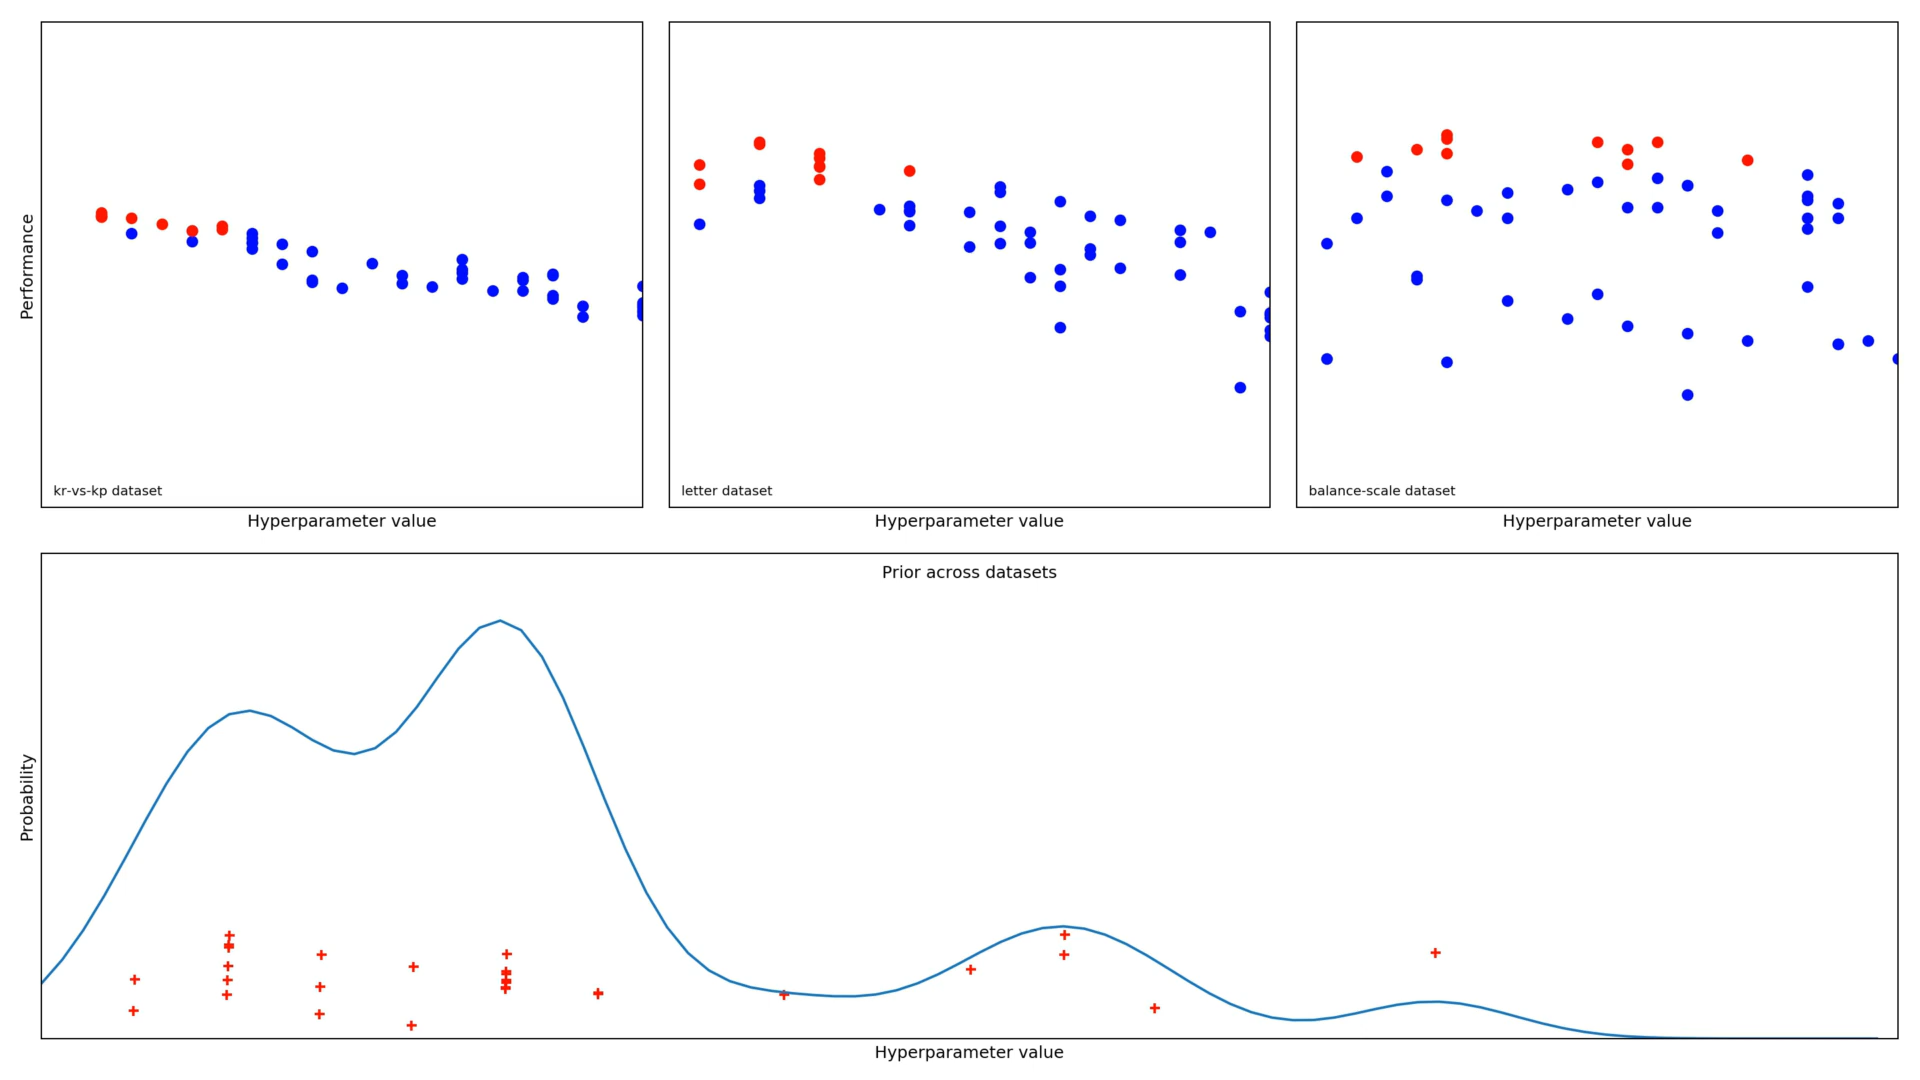 Performance
kr-vs-kp dataset
letter dataset
balance-scale dataset
Hyperparameter value
Hyperparameter value
Hyperparameter value
Prior across datasets
Probability
Hyperparameter value